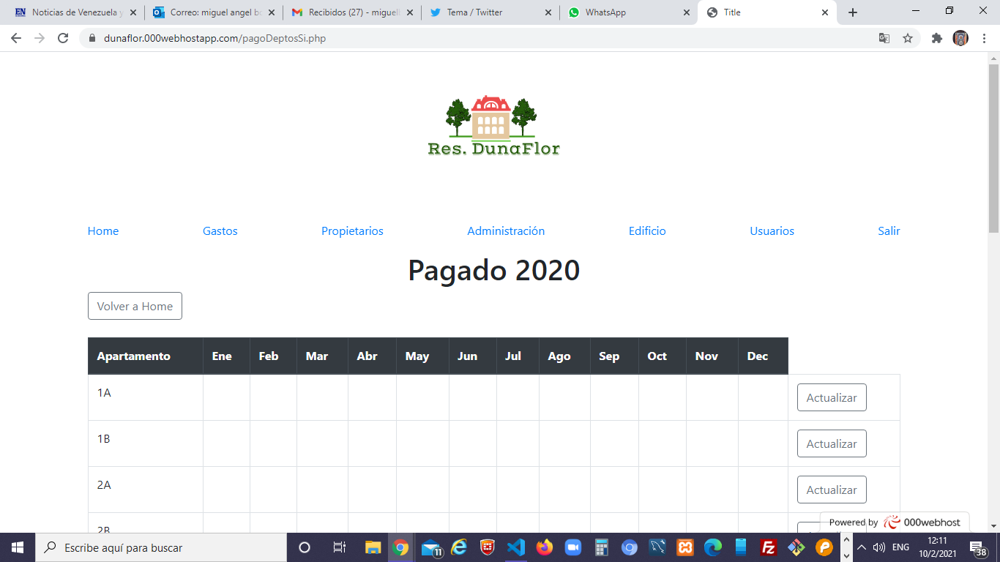 Noticias de Venezuela y
Correo: miguel angel bo
Recibidos (27) - miguell
Tema / Twitter
WhatsApp
Title
dunaflor.000webhostapp.com/pagoDeptosSi.php
Res. DunaFlor
Home Gastos Propietarios Administración Edificio Usuarios Salir
Pagado 2020
Volver a Home
Apartamento Ene Feb Mar Abr May Jun Jul Ago Sep Oct Nov Dec
1A Actualizar
1B Actualizar
2A Actualizar
2B
Powered by 000webhost
Escribe aquí para buscar
11
ENG
12:11
10/2/2021
38